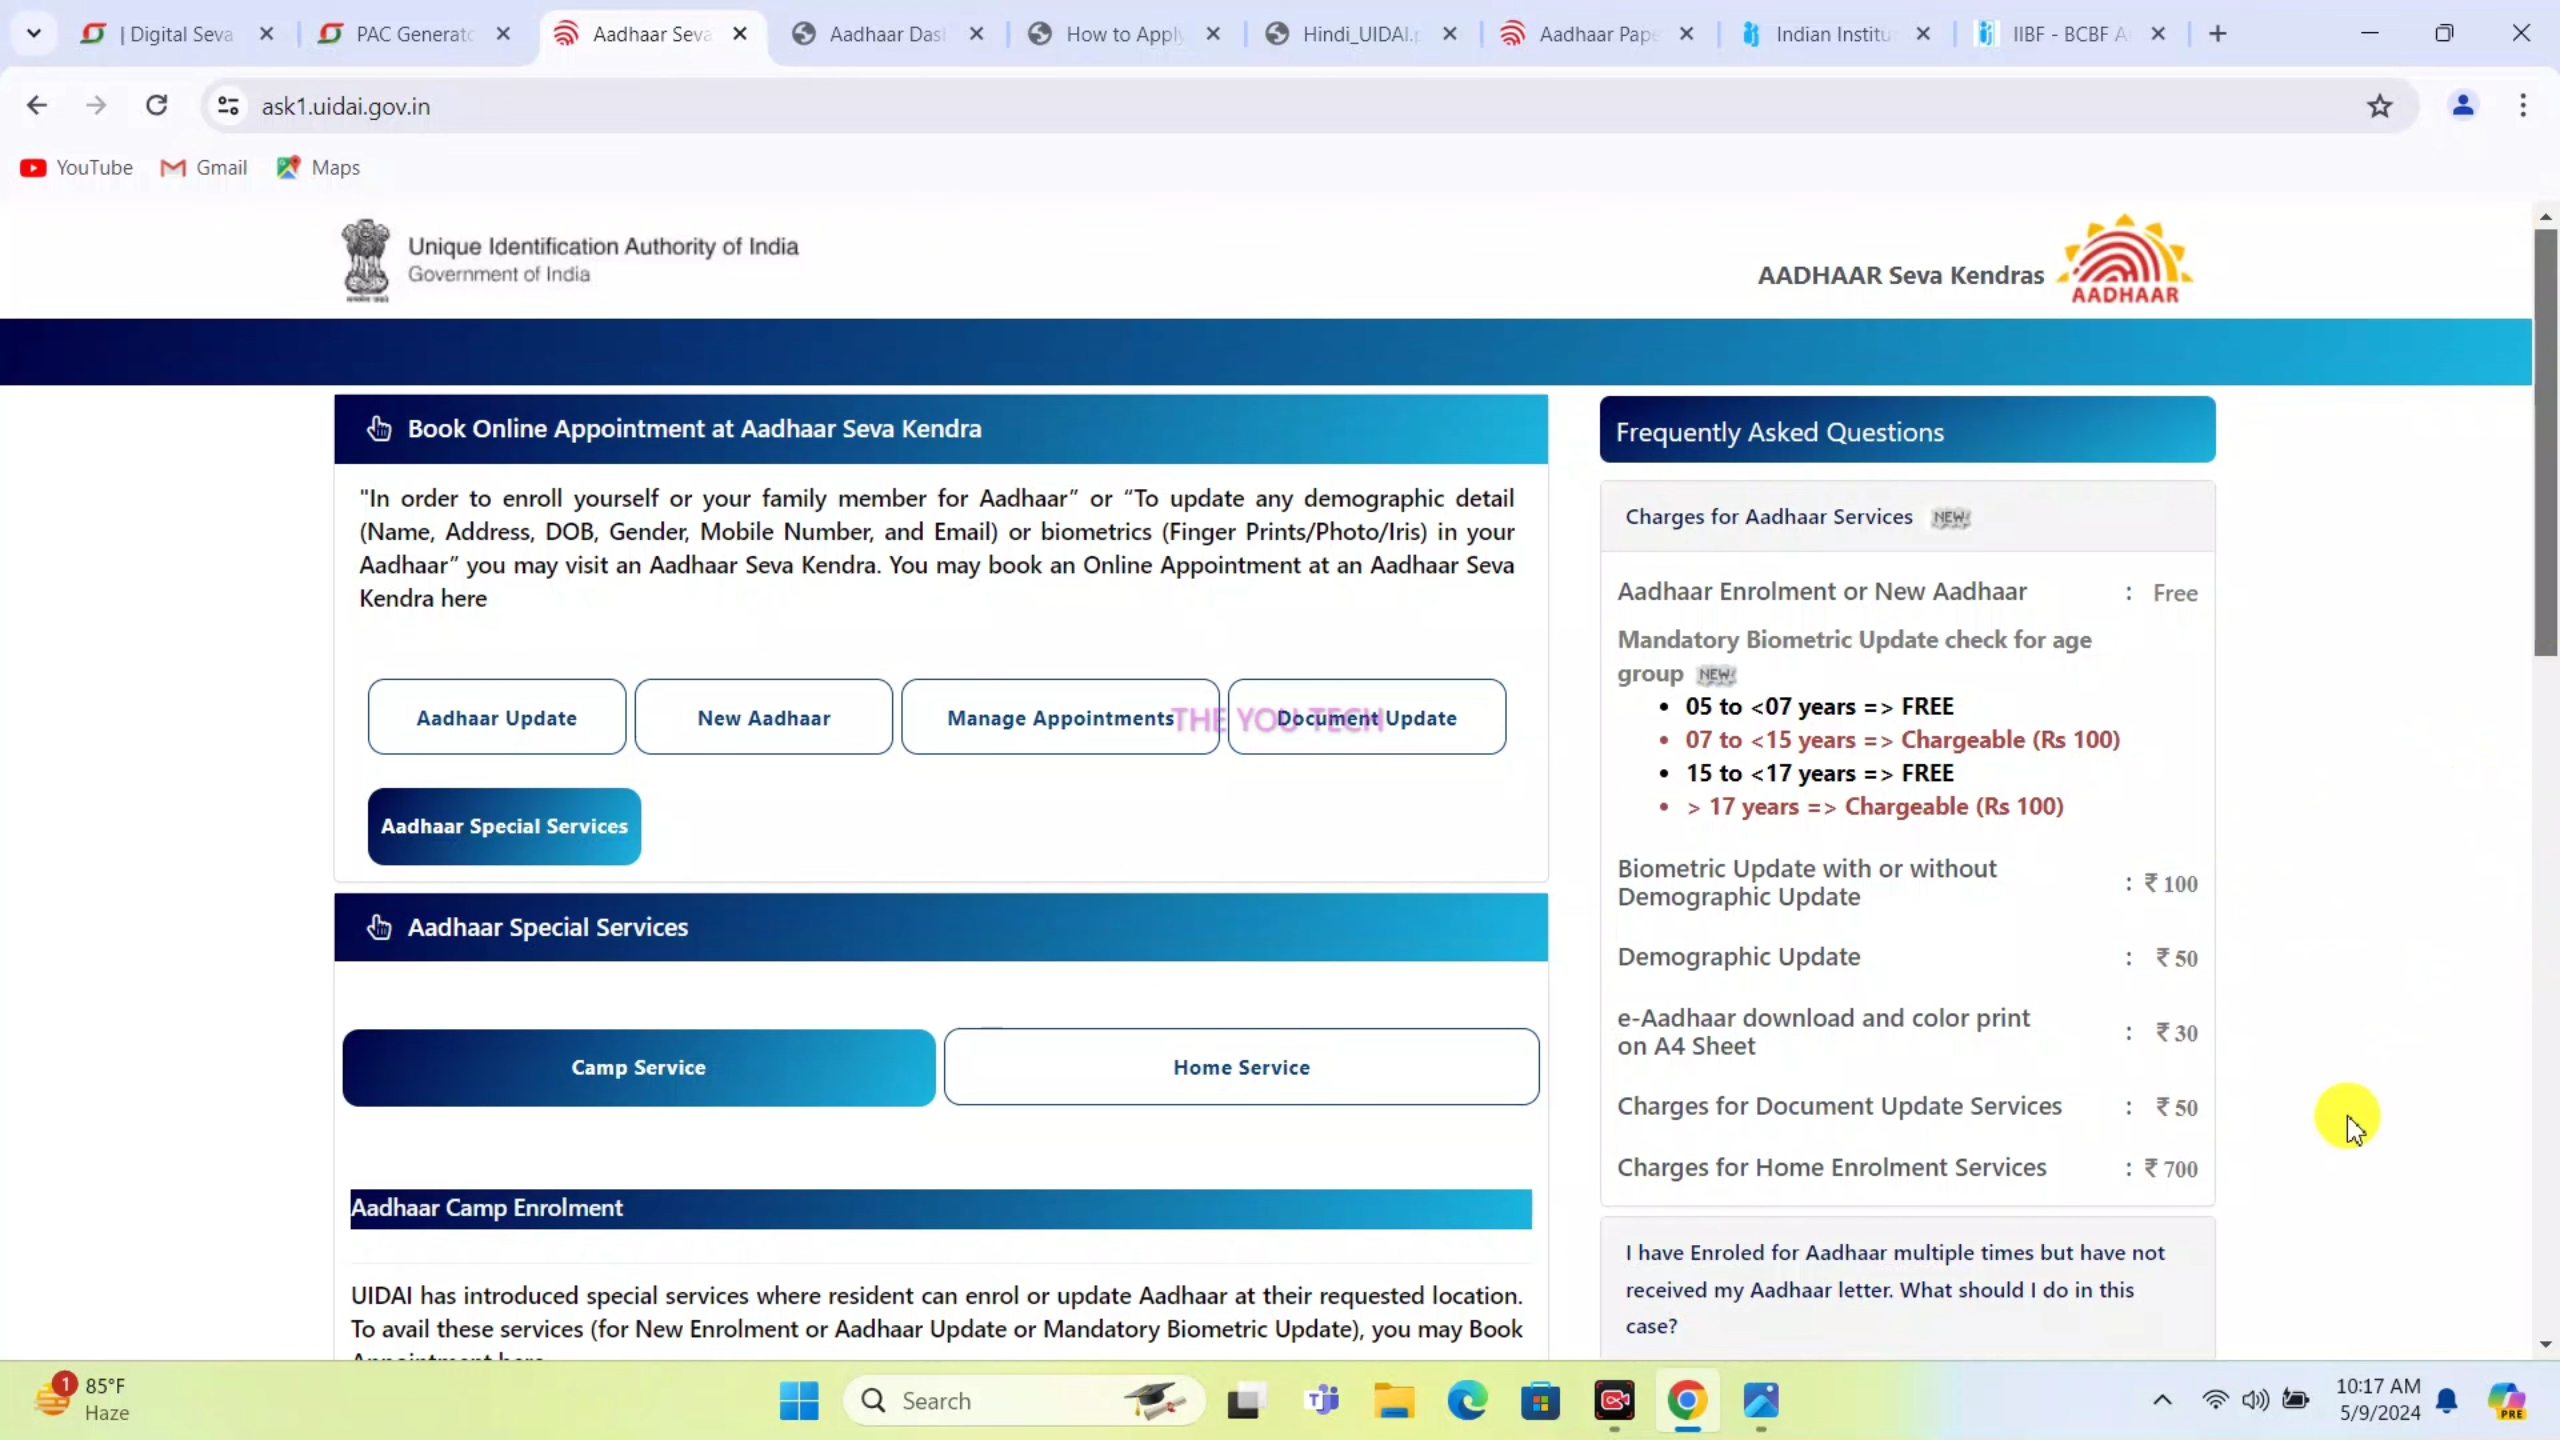 | Digital Seva
PAC Generato
Aadhaar Seva
Aadhaar Dasl
How to Apply
Hindi_UIDAI.p
Aadhaar Pape
Indian Institu
IIBF - BCBF A
ask1.uidai.gov.in
YouTube
Gmail
Maps
Unique Identification Authority of India
Government of India
AADHAAR Seva Kendras
AADHAAR
Book Online Appointment at Aadhaar Seva Kendra
"In order to enroll yourself or your family member for Aadhaar” or “To update any demographic detail
(Name, Address, DOB, Gender, Mobile Number, and Email) or biometrics (Finger Prints/Photo/Iris) in your
Aadhaar” you may visit an Aadhaar Seva Kendra. You may book an Online Appointment at an Aadhaar Seva
Kendra here
Aadhaar Update
New Aadhaar
Manage Appointments
Document Update
THE YOU TECH
Aadhaar Special Services
Aadhaar Special Services
Camp Service
Home Service
Aadhaar Camp Enrolment
UIDAI has introduced special services where resident can enrol or update Aadhaar at their requested location.
To avail these services (for New Enrolment or Aadhaar Update or Mandatory Biometric Update), you may Book
Appointment here
Frequently Asked Questions
Charges for Aadhaar Services NEW!
Aadhaar Enrolment or New Aadhaar : Free
Mandatory Biometric Update check for age
group NEW!
• 05 to <07 years => FREE
• 07 to <15 years => Chargeable (Rs 100)
• 15 to <17 years => FREE
• > 17 years => Chargeable (Rs 100)
Biometric Update with or without
Demographic Update : ₹ 100
Demographic Update : ₹ 50
e-Aadhaar download and color print
on A4 Sheet : ₹ 30
Charges for Document Update Services : ₹ 50
Charges for Home Enrolment Services : ₹ 700
I have Enroled for Aadhaar multiple times but have not
received my Aadhaar letter. What should I do in this
case?
1
85°F
Haze
Search
10:17 AM
5/9/2024
PRE